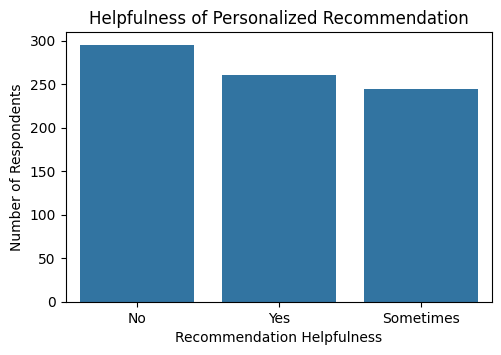 Helpfulness of Personalized Recommendation
Number of Respondents
300
250
200
150
100
50
0
No
Yes
Sometimes
Recommendation Helpfulness